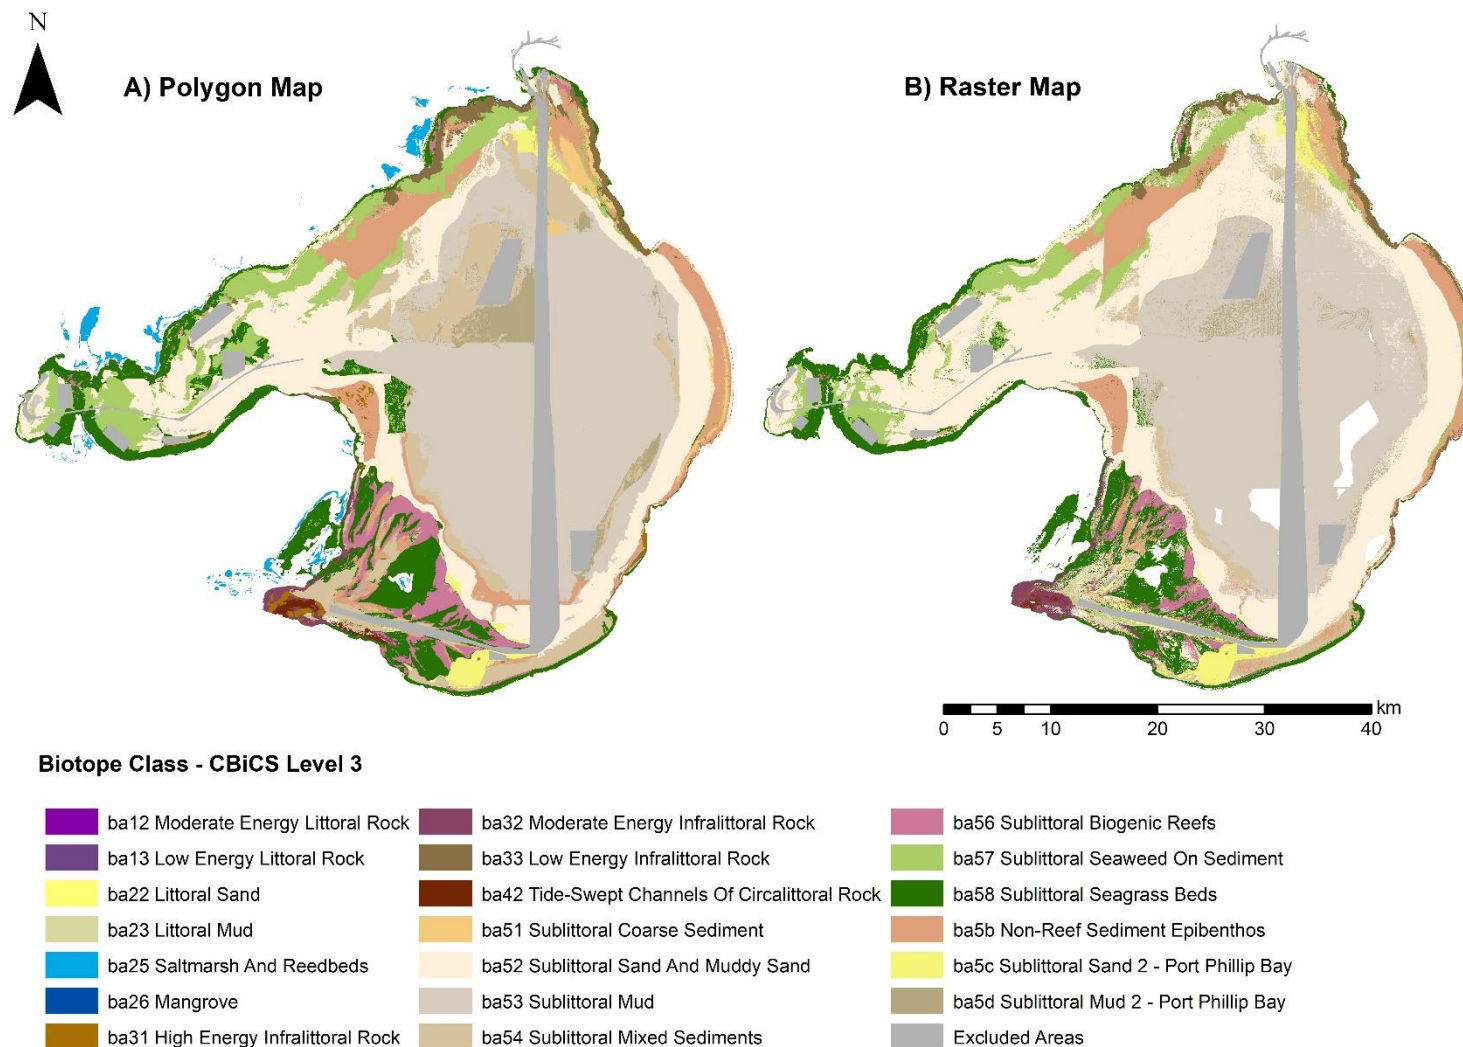 N
A) Polygon Map
B) Raster Map
km
0 5 10 20 30 40
Biotope Class - CBiCS Level 3
ba12 Moderate Energy Littoral Rock
ba13 Low Energy Littoral Rock
ba22 Littoral Sand
ba23 Littoral Mud
ba25 Saltmarsh And Reedbeds
ba26 Mangrove
ba31 High Energy Infralittoral Rock
ba32 Moderate Energy Infralittoral Rock
ba33 Low Energy Infralittoral Rock
ba42 Tide-Swept Channels Of Circalittoral Rock
ba51 Sublittoral Coarse Sediment
ba52 Sublittoral Sand And Muddy Sand
ba53 Sublittoral Mud
ba54 Sublittoral Mixed Sediments
ba56 Sublittoral Biogenic Reefs
ba57 Sublittoral Seaweed On Sediment
ba58 Sublittoral Seagrass Beds
ba5b Non-Reef Sediment Epibenthos
ba5c Sublittoral Sand 2 - Port Phillip Bay
ba5d Sublittoral Mud 2 - Port Phillip Bay
Excluded Areas